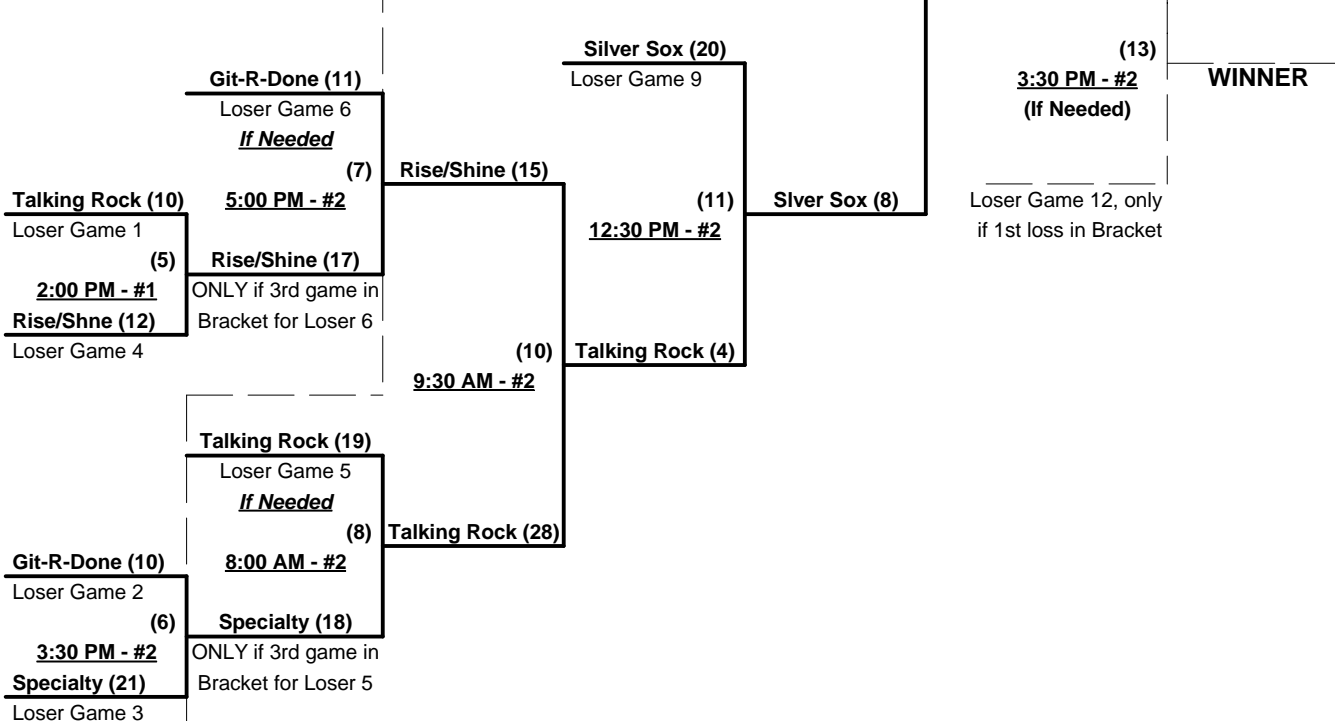 Silver Sox (20)
Loser Game 9
(13)
3:30 PM - #2
(If Needed)
WINNER
Git-R-Done (11)
Loser Game 6
If Needed
(7)
5:00 PM - #2
Rise/Shine (15)
Talking Rock (10)
Loser Game 1
(5)
2:00 PM - #1
Rise/Shne (12)
Loser Game 4
Rise/Shine (17)
ONLY if 3rd game in
Bracket for Loser 6
(11)
12:30 PM - #2
Slver Sox (8)
Loser Game 12, only
if 1st loss in Bracket
(10)
9:30 AM - #2
Talking Rock (4)
Talking Rock (19)
Loser Game 5
If Needed
(8)
8:00 AM - #2
Talking Rock (28)
Git-R-Done (10)
Loser Game 2
(6)
3:30 PM - #2
Specialty (21)
Loser Game 3
Specialty (18)
ONLY if 3rd game in
Bracket for Loser 5